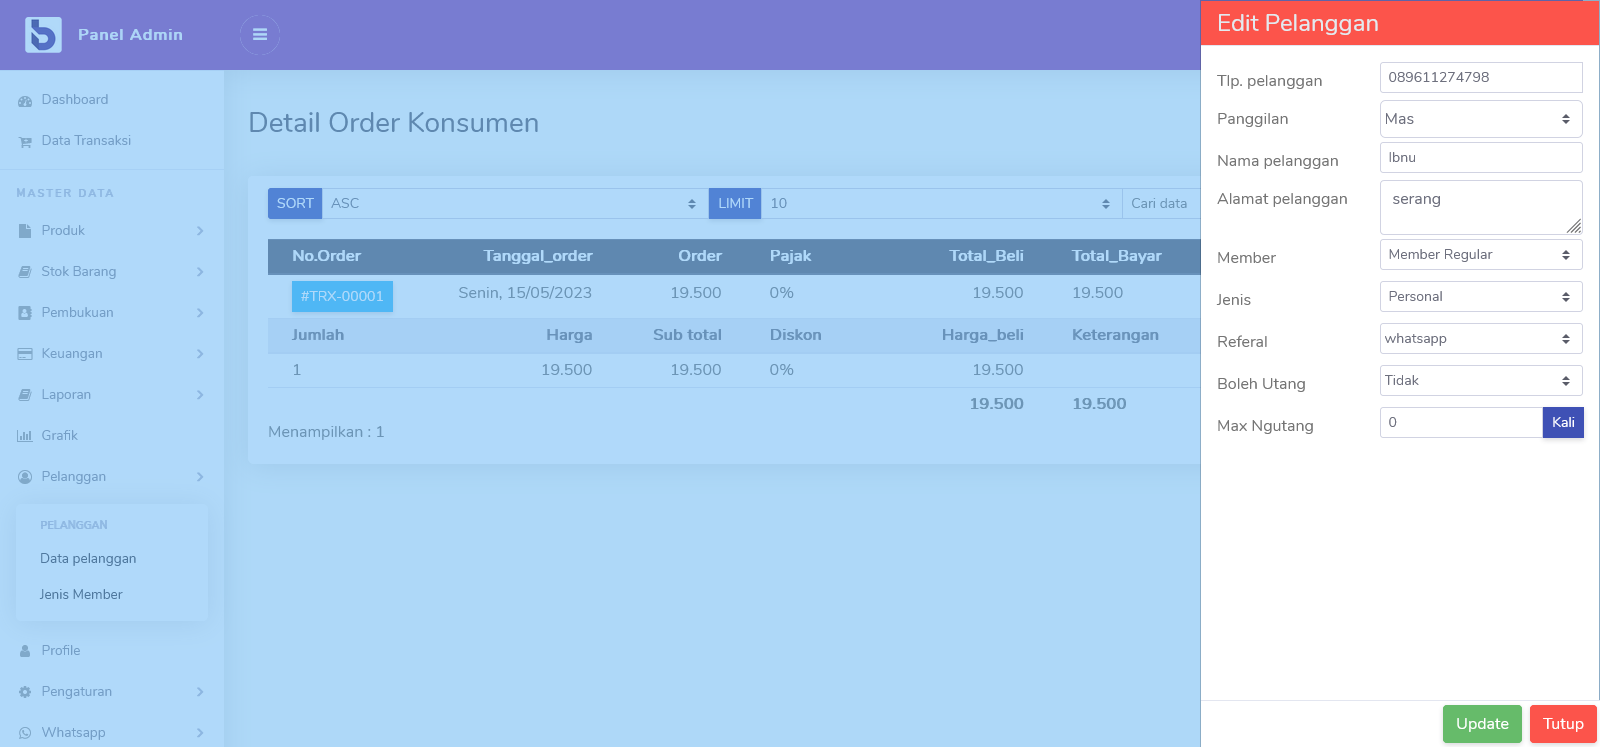 Panel Admin
Dashboard
Data Transaksi
MASTER DATA
Produk
Stok Barang
Pembukuan
Keuangan
Laporan
Grafik
Pelanggan
PELANGGAN
Data pelanggan
Jenis Member
Profile
Pengaturan
Whatsapp
Detail Order Konsumen
SORT ASC LIMIT 10 Cari data
No.Order Tanggal_order Order Pajak Total_Beli Total_Bayar
#TRX-00001 Senin, 15/05/2023 19.500 0% 19.500 19.500
Jumlah Harga Sub total Diskon Harga_beli Keterangan
1 19.500 19.500 0% 19.500
19.500 19.500
Menampilkan : 1
Edit Pelanggan
Tlp. pelanggan 089611274798
Panggilan Mas
Nama pelanggan Ibnu
Alamat pelanggan serang
Member Member Regular
Jenis Personal
Referal whatsapp
Boleh Utang Tidak
Max Ngutang 0 Kali
Update Tutup